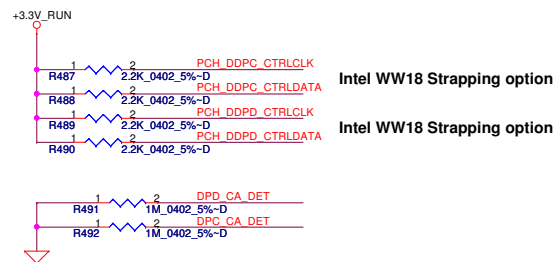 +3.3V_RUN
1 2 PCH_DDPC_CTRLCLK
R487 2.2K_0402_5%~D
Intel WW18 Strapping option
1 2 PCH_DDPC_CTRLDATA
R488 2.2K_0402_5%~D
1 2 PCH_DDPD_CTRLCLK
R489 2.2K_0402_5%~D
Intel WW18 Strapping option
1 2 PCH_DDPD_CTRLDATA
R490 2.2K_0402_5%~D
1 2 DPD_CA_DET
R491 1M_0402_5%~D
1 2 DPC_CA_DET
R492 1M_0402_5%~D